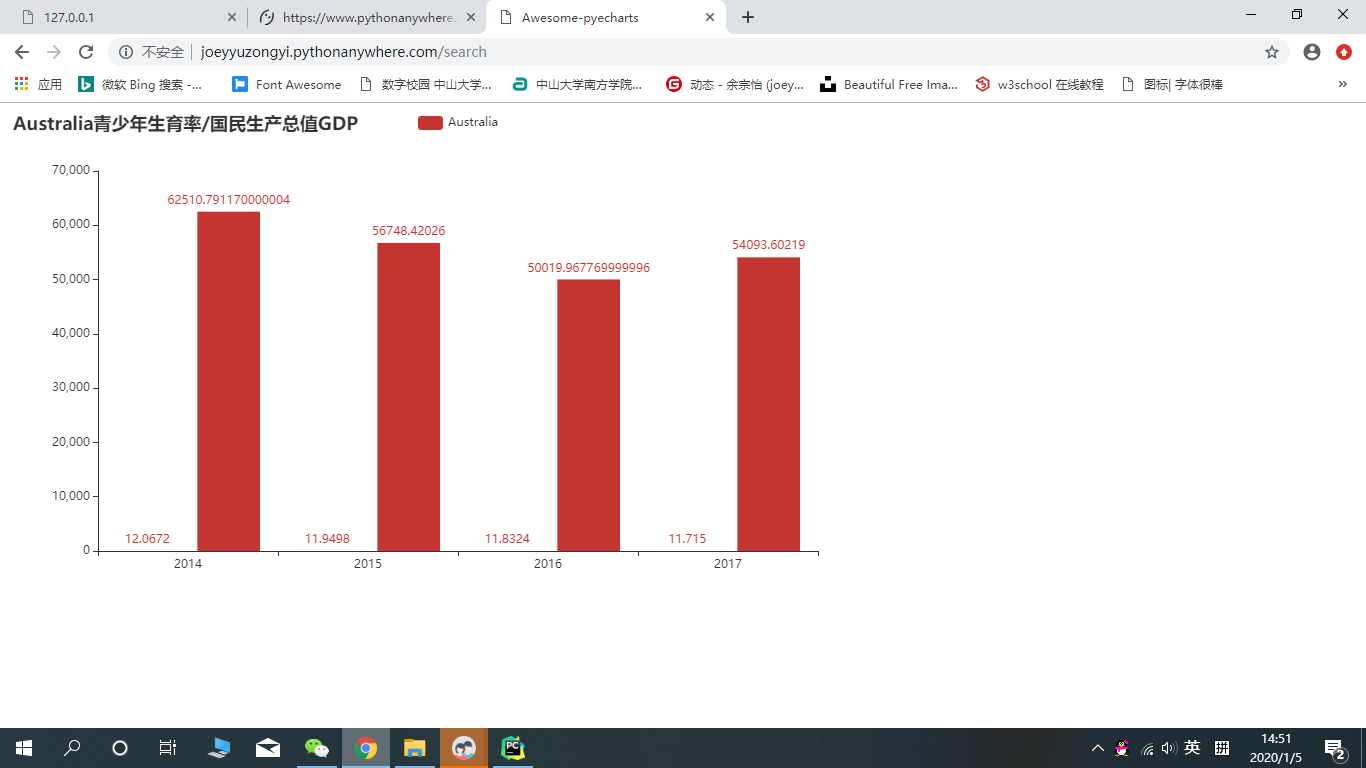 127.0.0.1
https://www.pythonanywhere.
Awesome-pyecharts
不安全
joeyyuzongyi.pythonanywhere.com/search
应用
微软 Bing 搜索 -...
Font Awesome
数字校园 中山大学...
中山大学南方学院...
动态 - 余宗怡 (joey...
Beautiful Free Ima...
w3school 在线教程
图标| 字体很棒
»
Australia青少年生育率/国民生产总值GDP
Australia
70,000
60,000
50,000
40,000
30,000
20,000
10,000
0
62510.791170000004
56748.42026
50019.967769999996
54093.60219
12.0672
11.9498
11.8324
11.715
2014
2015
2016
2017
PC
英
拼
14:51
2020/1/5
2